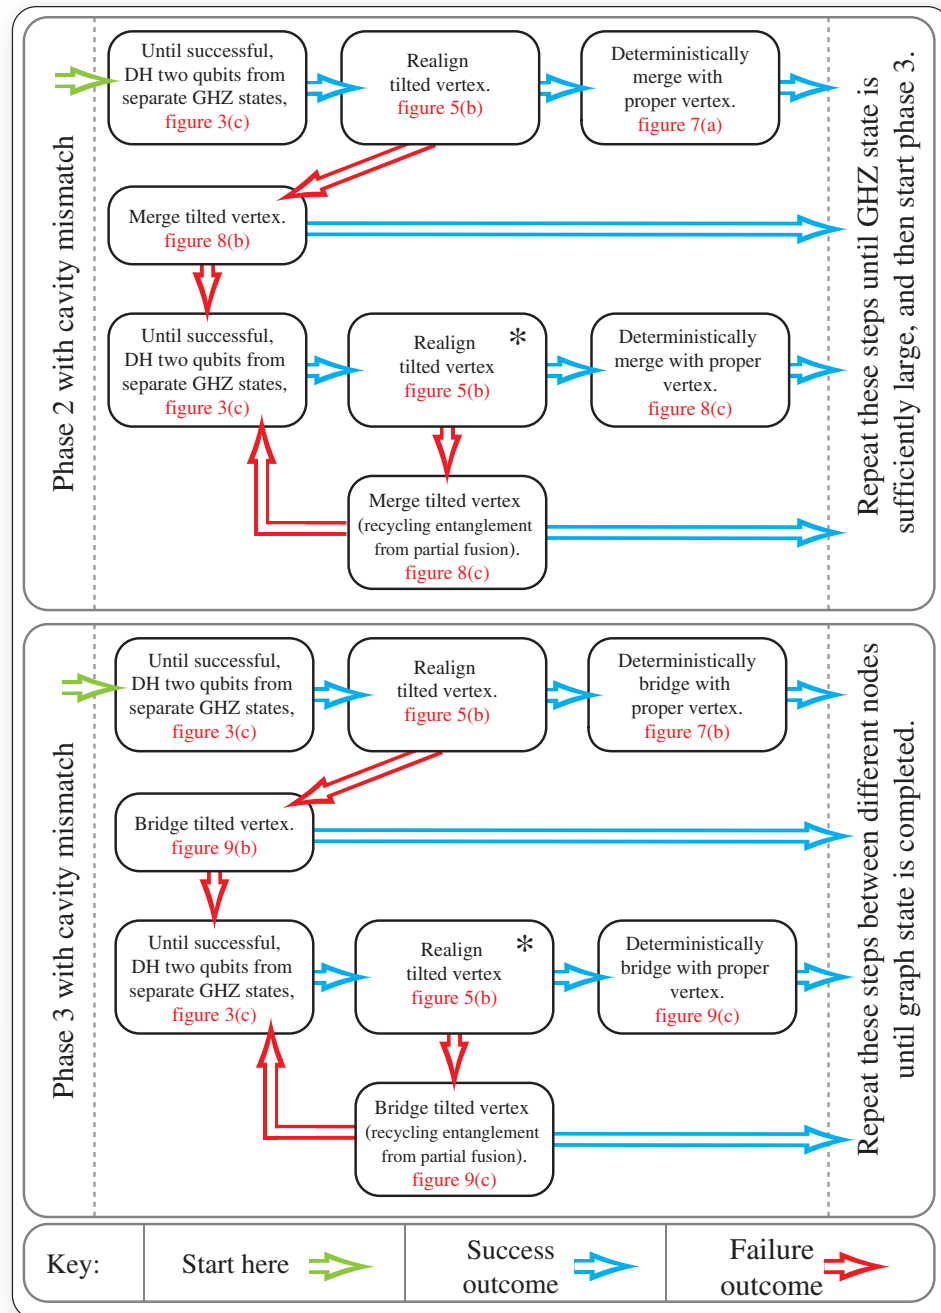 Phase 2 with cavity mismatch
Until successful,
DH two qubits from
separate GHZ states,
figure 3(c)
Realign
tilted vertex.
figure 5(b)
Deterministically
merge with
proper vertex.
figure 7(a)
Merge tilted vertex.
figure 8(b)
Until successful,
DH two qubits from
separate GHZ states,
figure 3(c)
Realign *
tilted vertex
figure 5(b)
Deterministically
merge with proper
vertex.
figure 8(c)
Merge tilted vertex
(recycling entanglement
from partial fusion).
figure 8(c)
Repeat these steps until GHZ state is
sufficiently large, and then start phase 3.
Phase 3 with cavity mismatch
Until successful,
DH two qubits from
separate GHZ states,
figure 3(c)
Realign
tilted vertex.
figure 5(b)
Deterministically
bridge with
proper vertex.
figure 7(b)
Bridge tilted vertex.
figure 9(b)
Until successful,
DH two qubits from
separate GHZ states,
figure 3(c)
Realign *
tilted vertex
figure 5(b)
Deterministically
bridge with proper
vertex.
figure 9(c)
Bridge tilted vertex
(recycling entanglement
from partial fusion).
figure 9(c)
Repeat these steps between different nodes
until graph state is completed.
Key:
Start here
Success
outcome
Failure
outcome